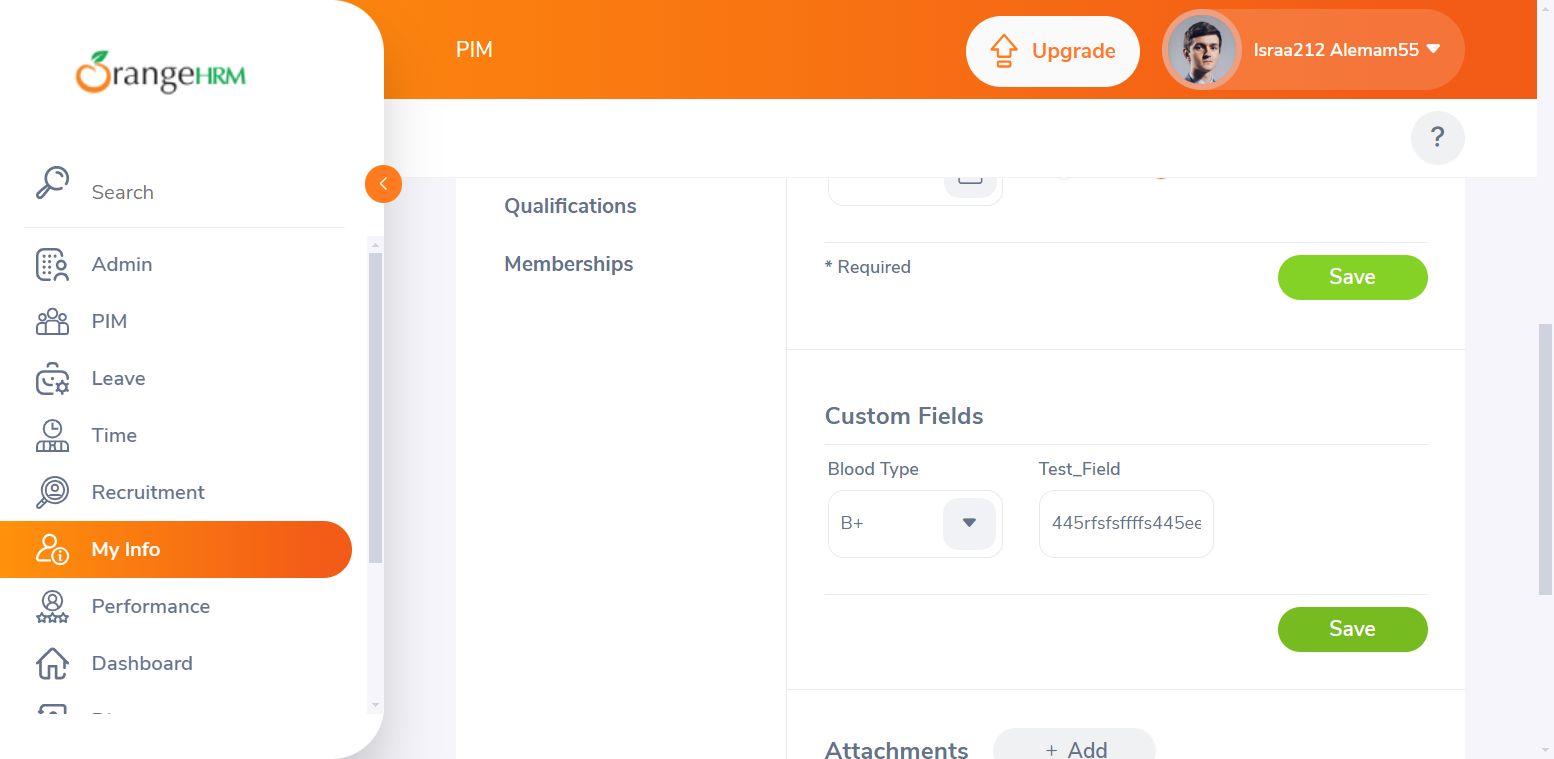 OrangeHRM
PIM
Upgrade
Israa212 Alemam55
?
Search
Admin
PIM
Leave
Time
Recruitment
My Info
Performance
Dashboard
Qualifications
Memberships
* Required
Save
Custom Fields
Blood Type
Test_Field
B+
445rfsfsffffs445ee
Save
Attachments
+ Add